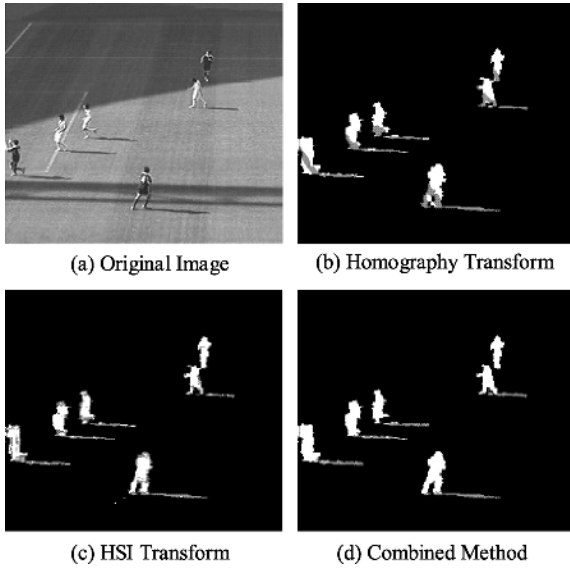 (a) Original Image
(b) Homography Transform
(c) HSI Transform
(d) Combined Method